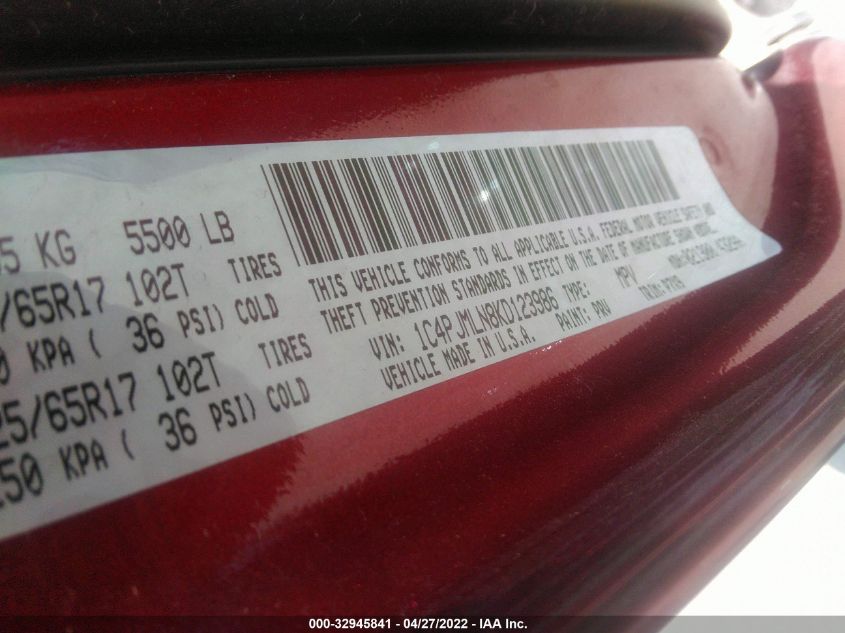 5 KG 5500 LB
/65R17 102T TIRES
0 KPA ( 36 PSI) COLD
25/65R17 102T TIRES
250 KPA ( 36 PSI) COLD
THIS VEHICLE CONFORMS TO ALL APPLICABLE U.S.A. FEDERAL MOTOR VEHICLE SAFETY AND
THEFT PREVENTION STANDARDS IN EFFECT ON THE DATE OF MANUFACTURE SHOWN ABOVE.
VIN: 1C4PJMLN8KD123986 TYPE: MPV
VEHICLE MADE IN U.S.A. PAINT: PRV TRIM:
000-32945841 - 04/27/2022 - IAA Inc.